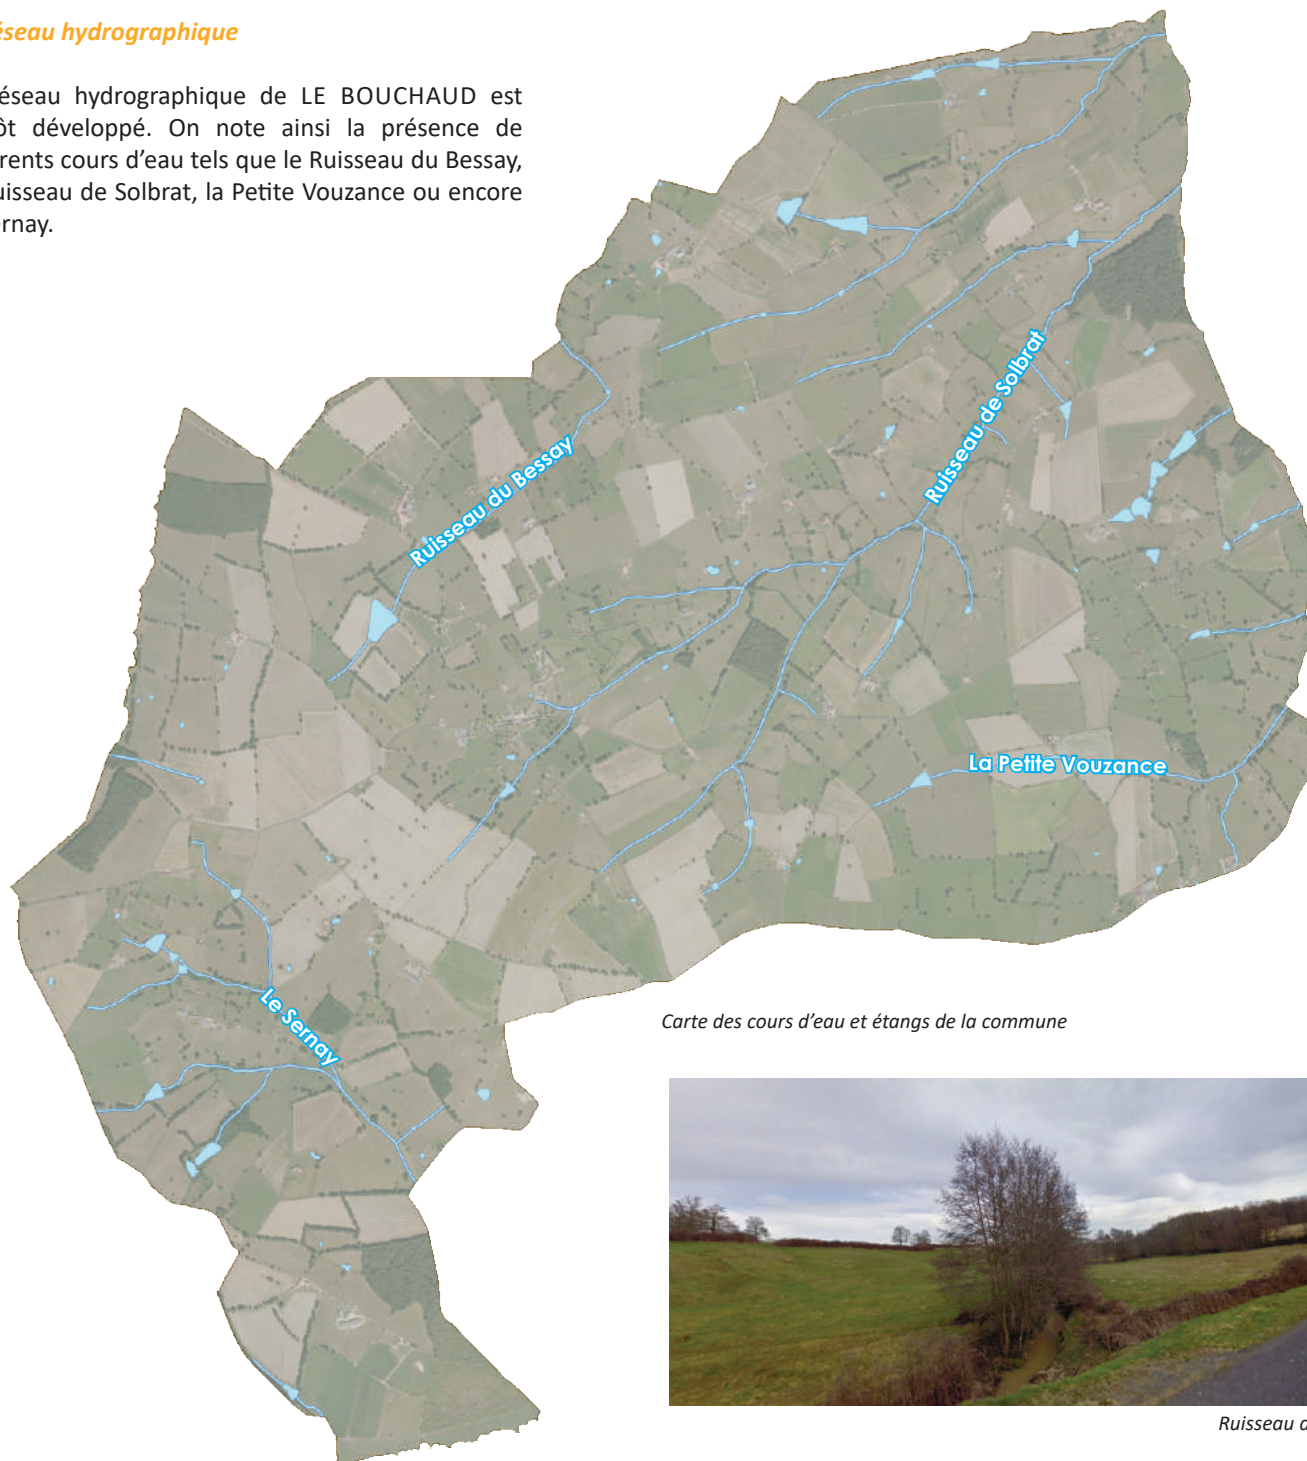 éseau hydrographique
éseau hydrographique de LE BOUCHAUD est
ôt développé. On note ainsi la présence de
rents cours d’eau tels que le Ruisseau du Bessay,
uisseau de Solbrat, la Petite Vouzance ou encore
ernay.
Ruisseau de Solbrat
Ruisseau du Bessay
La Petite Vouzance
Le Sernay
Carte des cours d’eau et étangs de la commune
Ruisseau d